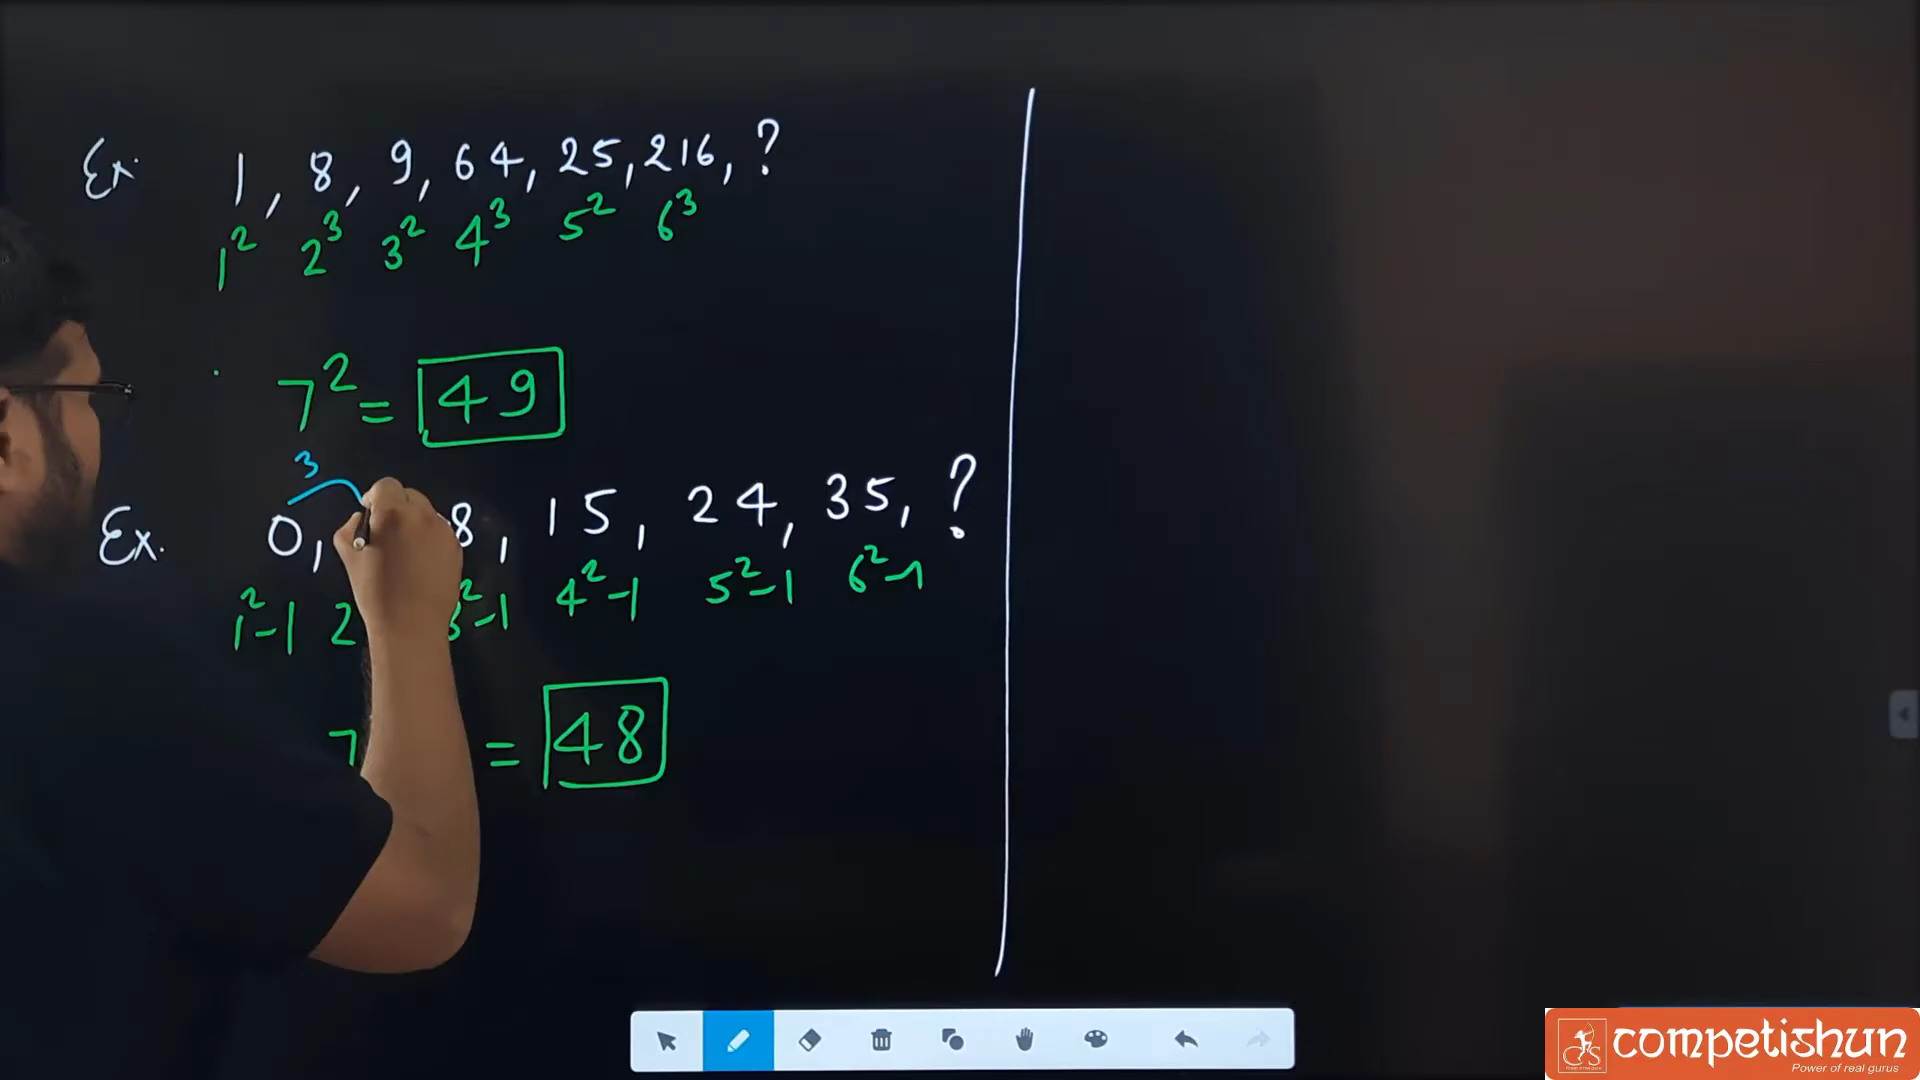 Ex. 1, 8, 9, 64, 25, 216, ?
1² 2³ 3² 4³ 5² 6³
7² = 49
3
Ex. 0, 8, 15, 24, 35, ?
1²-1 2 3²-1 4²-1 5²-1 6²-1
7 = 48
competishun
Power of real gurus